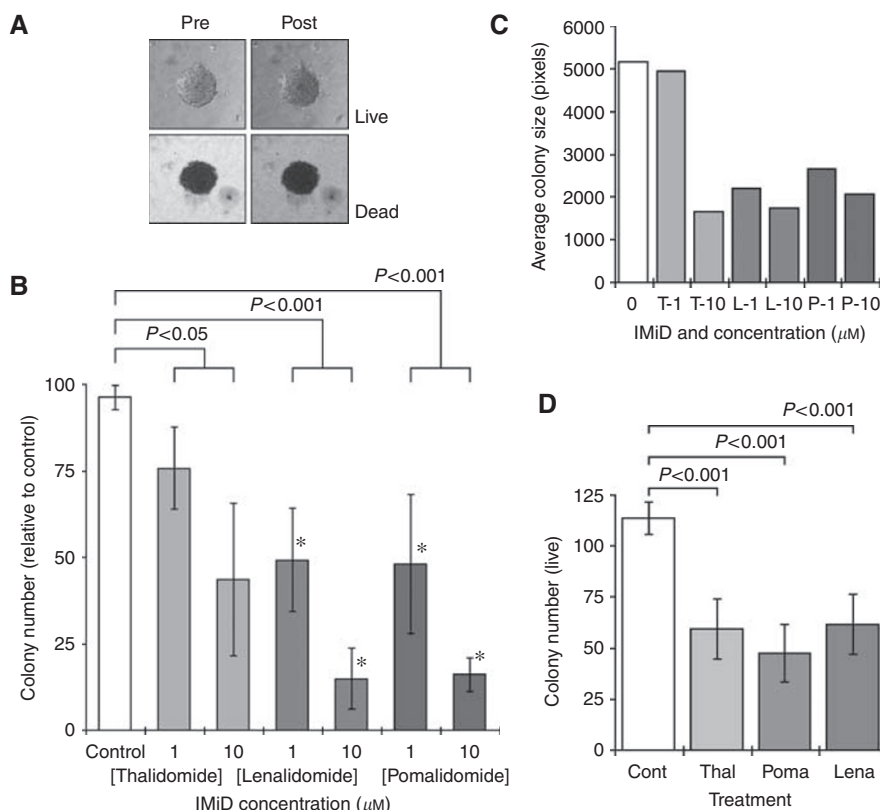 A
Pre Post
Live
Dead
B
P<0.001
P<0.001
P<0.05
100
75
50
25
0
Colony number (relative to control)
*
*
*
*
Control 1 10 1 10 1 10
[Thalidomide] [Lenalidomide] [Pomalidomide]
IMiD concentration (μM)
C
6000
5000
4000
3000
2000
1000
0
Average colony size (pixels)
0 T-1 T-10 L-1 L-10 P-1 P-10
IMiD and concentration (μM)
D
P<0.001
P<0.001
P<0.001
125
100
75
50
25
0
Colony number (live)
Cont Thal Poma Lena
Treatment